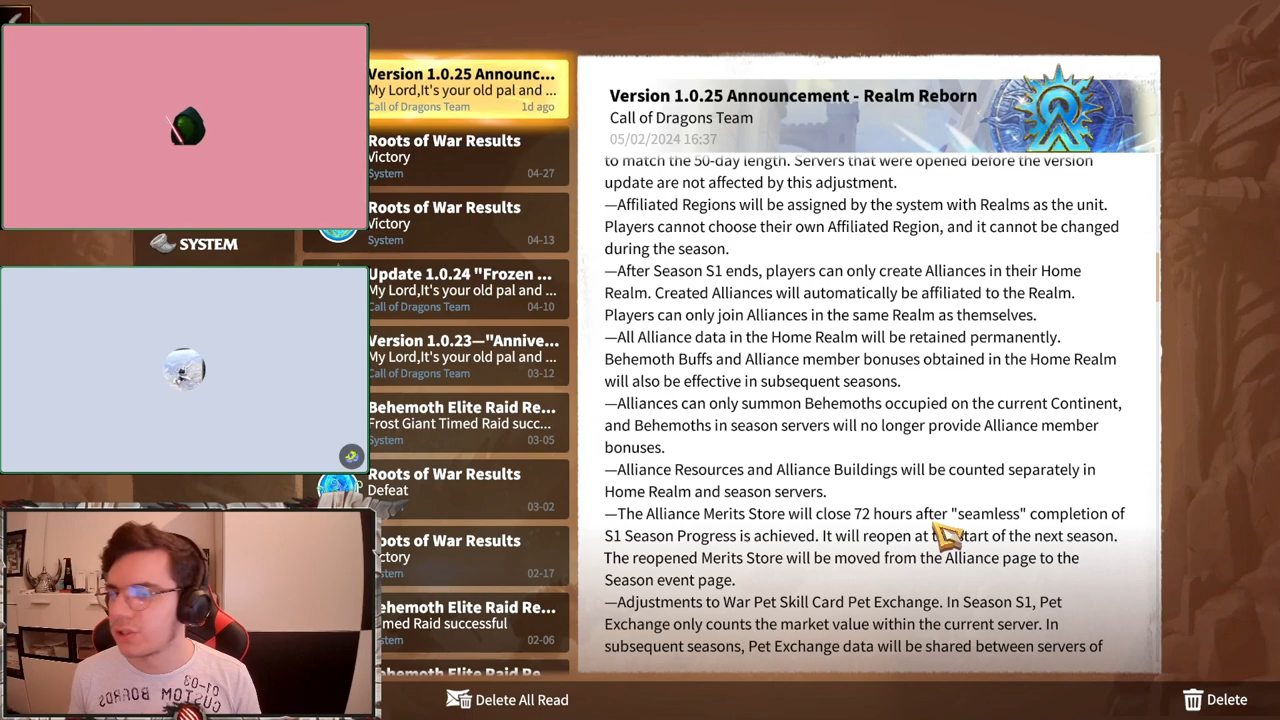 Version 1.0.25 Announc...
My Lord,It's your old pal and ...
Call of Dragons Team
1d ago
Roots of War Results
Victory
System
04-27
Roots of War Results
Victory
System
04-13
Update 1.0.24 "Frozen ...
My Lord,It's your old pal and ...
Call of Dragons Team
04-10
Version 1.0.23—"Annive...
My Lord,It's your old pal and ...
Call of Dragons Team
03-12
Behemoth Elite Raid Re...
Frost Giant Timed Raid succ...
System
03-05
Roots of War Results
Defeat
03-02
oots of War Results
ctory
stem
02-17
ehemoth Elite Raid Re...
med Raid successful
stem
02-06
ehemoth Elite Raid Re
SYSTEM
Version 1.0.25 Announcement - Realm Reborn
Call of Dragons Team
05/02/2024 16:37
to match the 50-day length. Servers that were opened before the version
update are not affected by this adjustment.
—Affiliated Regions will be assigned by the system with Realms as the unit.
Players cannot choose their own Affiliated Region, and it cannot be changed
during the season.
—After Season S1 ends, players can only create Alliances in their Home
Realm. Created Alliances will automatically be affiliated to the Realm.
Players can only join Alliances in the same Realm as themselves.
—All Alliance data in the Home Realm will be retained permanently.
Behemoth Buffs and Alliance member bonuses obtained in the Home Realm
will also be effective in subsequent seasons.
—Alliances can only summon Behemoths occupied on the current Continent,
and Behemoths in season servers will no longer provide Alliance member
bonuses.
—Alliance Resources and Alliance Buildings will be counted separately in
Home Realm and season servers.
—The Alliance Merits Store will close 72 hours after "seamless" completion of
S1 Season Progress is achieved. It will reopen at start of the next season.
The reopened Merits Store will be moved from the Alliance page to the
Season event page.
—Adjustments to War Pet Skill Card Pet Exchange. In Season S1, Pet
Exchange only counts the market value within the current server. In
subsequent seasons, Pet Exchange data will be shared between servers of
Delete All Read
Delete